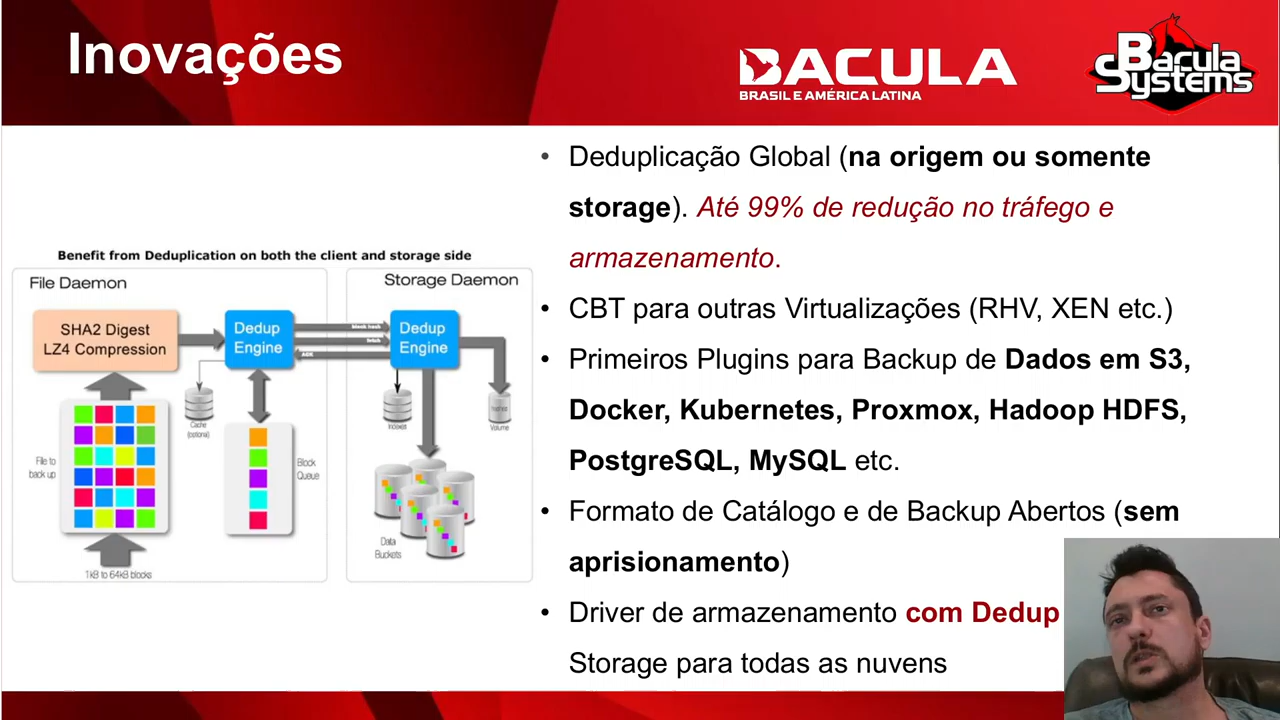 Inovações
BACULA
BRASIL E AMÉRICA LATINA
Bacula
Systems
• Deduplicação Global (na origem ou somente
storage). Até 99% de redução no tráfego e
armazenamento.
• CBT para outras Virtualizações (RHV, XEN etc.)
• Primeiros Plugins para Backup de Dados em S3,
Docker, Kubernetes, Proxmox, Hadoop HDFS,
PostgreSQL, MySQL etc.
• Formato de Catálogo e de Backup Abertos (sem
aprisionamento)
• Driver de armazenamento com Dedup
Storage para todas as nuvens
Benefit from Deduplication on both the client and storage side
File Daemon
SHA2 Digest
LZ4 Compression
Dedup
Engine
Cache
(optional)
File to
back up
Block
Queue
1kB to 64kB blocks
Storage Daemon
fetch
ACK
Dedup
Engine
Volume
Data
Buckets